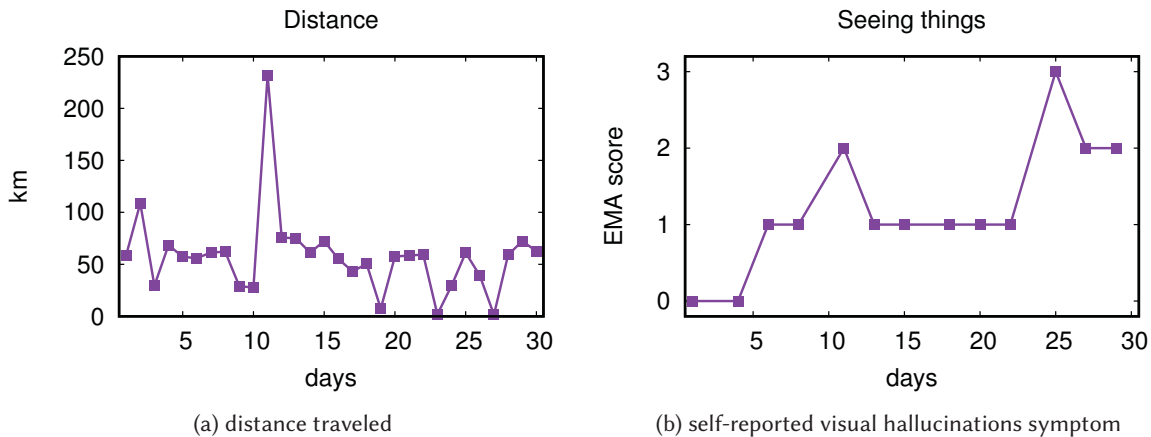 Distance
250
200
150
100
50
0
km
5 10 15 20 25 30
days
(a) distance traveled
Seeing things
3
2
1
0
EMA score
5 10 15 20 25 30
days
(b) self-reported visual hallucinations symptom